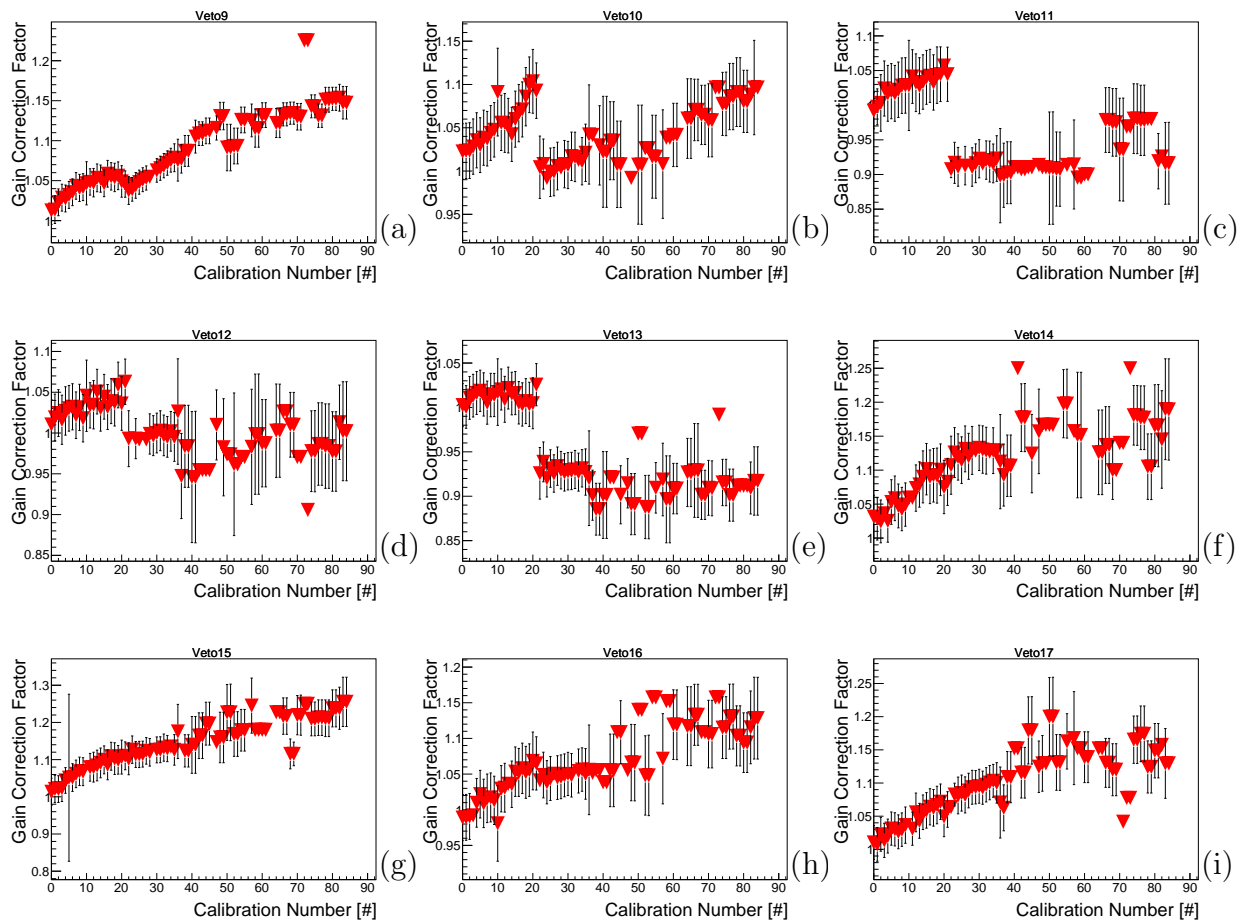 Veto9 Veto10 Veto11
Gain Correction Factor Gain Correction Factor Gain Correction Factor
1.2 1.15 1.1
1.15 1.1 1.05
1.1 1.05 1
1.05 1 0.95
1 0.95 0.9
0.85
0 10 20 30 40 50 60 70 80 90 (a) 0 10 20 30 40 50 60 70 80 90 (b) 0 10 20 30 40 50 60 70 80 90 (c)
Calibration Number [#] Calibration Number [#] Calibration Number [#]
Veto12 Veto13 Veto14
Gain Correction Factor Gain Correction Factor Gain Correction Factor
1.1 1.05 1.25
1.05 1 1.2
1 0.95 1.15
0.95 0.9 1.1
0.9 0.85 1.05
0.85 1
0 10 20 30 40 50 60 70 80 90 (d) 0 10 20 30 40 50 60 70 80 90 (e) 0 10 20 30 40 50 60 70 80 90 (f)
Calibration Number [#] Calibration Number [#] Calibration Number [#]
Veto15 Veto16 Veto17
Gain Correction Factor Gain Correction Factor Gain Correction Factor
1.3 1.2 1.25
1.2 1.15 1.2
1.1 1.1 1.15
1 1.05 1.1
0.9 1 1.05
0.8 0.95 1
0 10 20 30 40 50 60 70 80 90 (g) 0 10 20 30 40 50 60 70 80 90 (h) 0 10 20 30 40 50 60 70 80 90 (i)
Calibration Number [#] Calibration Number [#] Calibration Number [#]